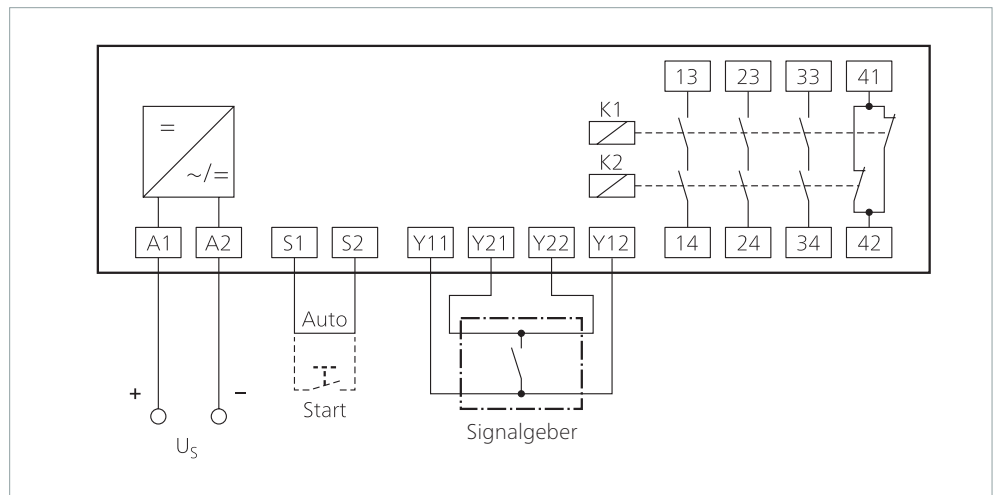 13 23 33 41
K1
=
K2
~/=
A1 A2 S1 S2 Y11 Y21 Y22 Y12 14 24 34 42
Auto
+ −
Start
Signalgeber
US